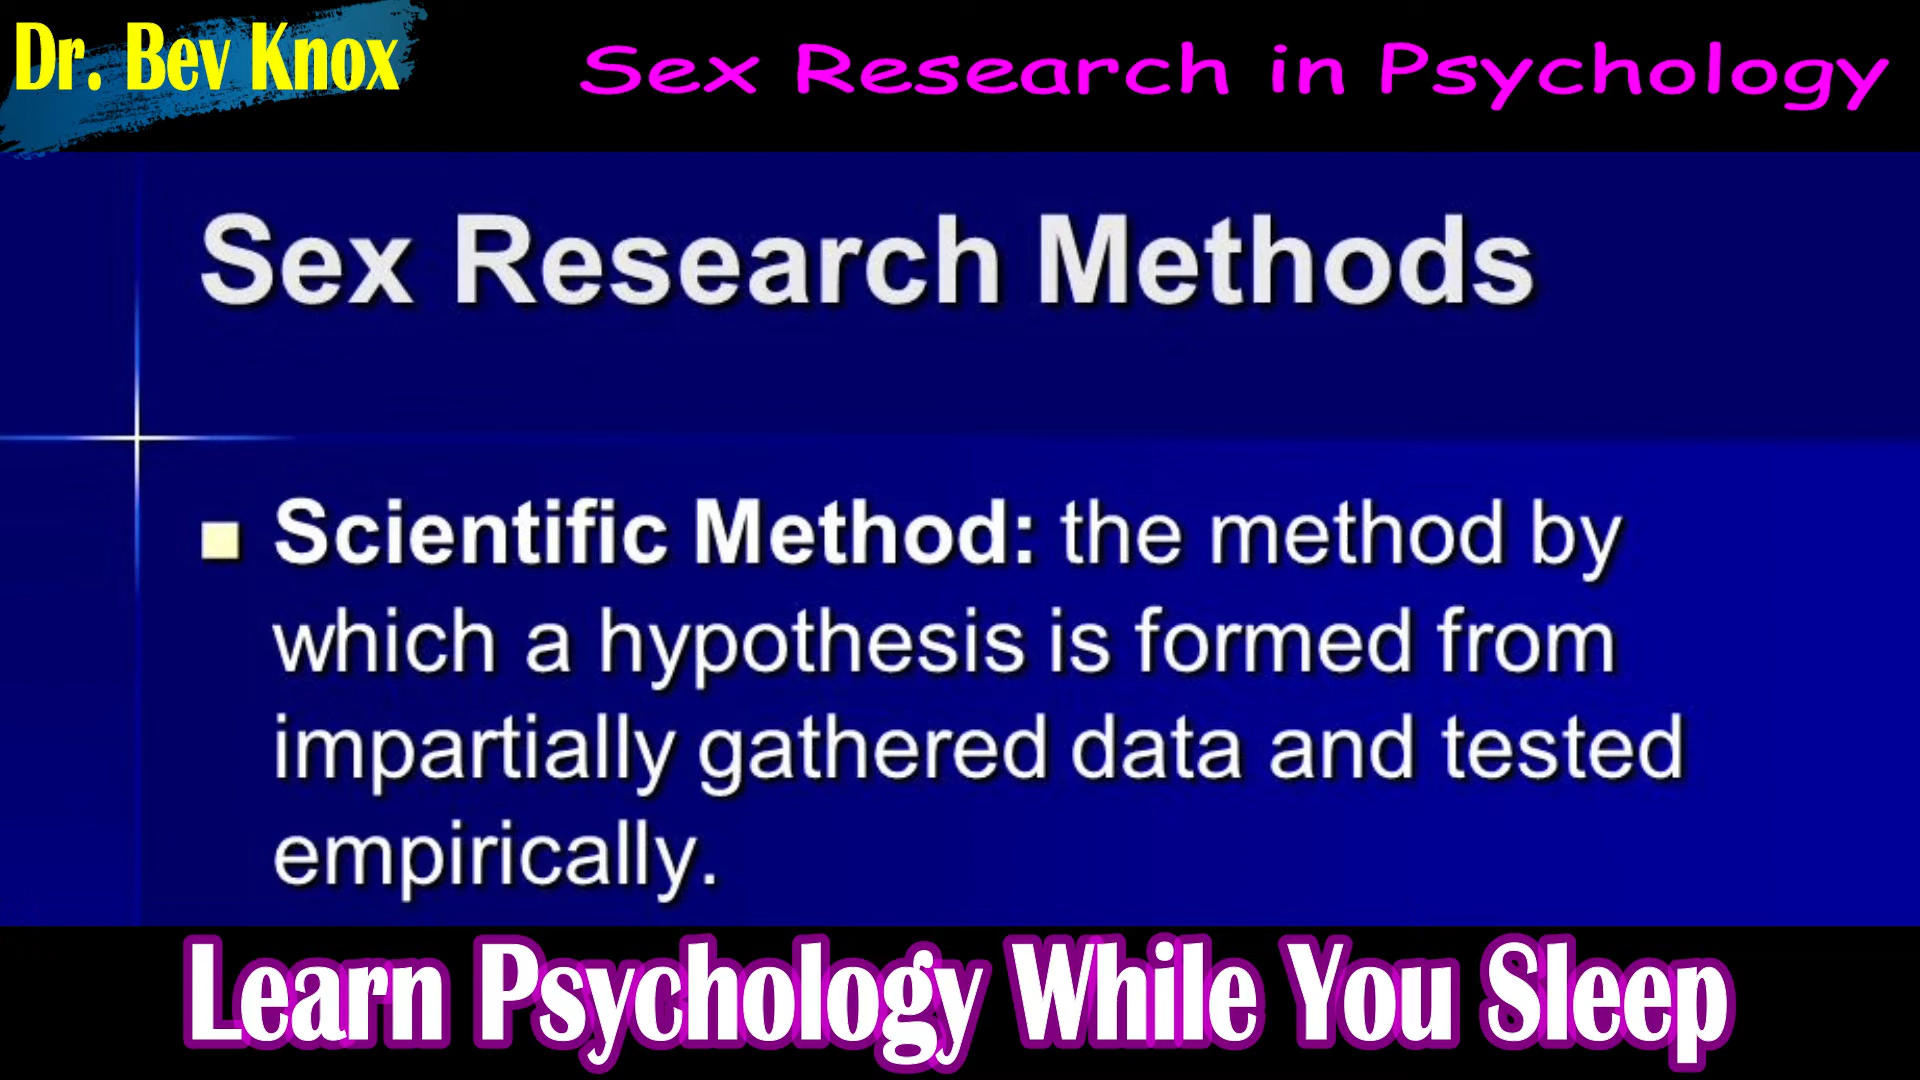 Dr. Bev Knox
Sex Research in Psychology
Sex Research Methods
Scientific Method: the method by
which a hypothesis is formed from
impartially gathered data and tested
empirically.
Learn Psychology While You Sleep